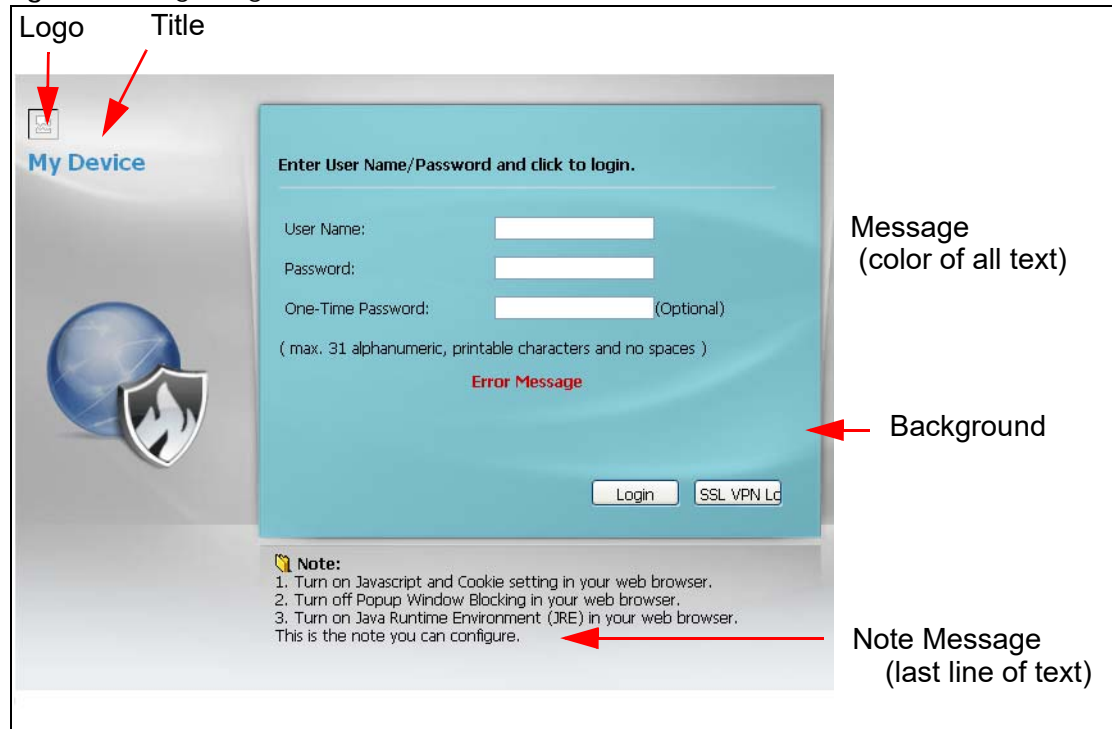 Logo Title
My Device
Enter User Name/Password and click to login.
User Name:
Password:
One-Time Password: (Optional)
( max. 31 alphanumeric, printable characters and no spaces )
Error Message
Login SSL VPN Lo
Message
(color of all text)
Background
Note:
1. Turn on Javascript and Cookie setting in your web browser.
2. Turn off Popup Window Blocking in your web browser.
3. Turn on Java Runtime Environment (JRE) in your web browser.
This is the note you can configure.
Note Message
(last line of text)